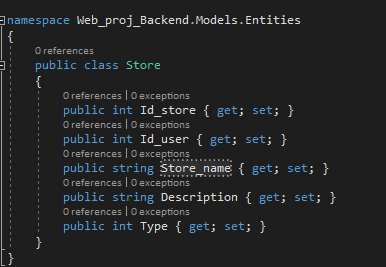 namespace Web_proj_Backend.Models.Entities
{
0 references
public class Store
{
0 references | 0 exceptions
public int Id_store { get; set; }
0 references | 0 exceptions
public int Id_user { get; set; }
0 references | 0 exceptions
public string Store_name { get; set; }
0 references | 0 exceptions
public string Description { get; set; }
0 references | 0 exceptions
public int Type { get; set; }
}
}